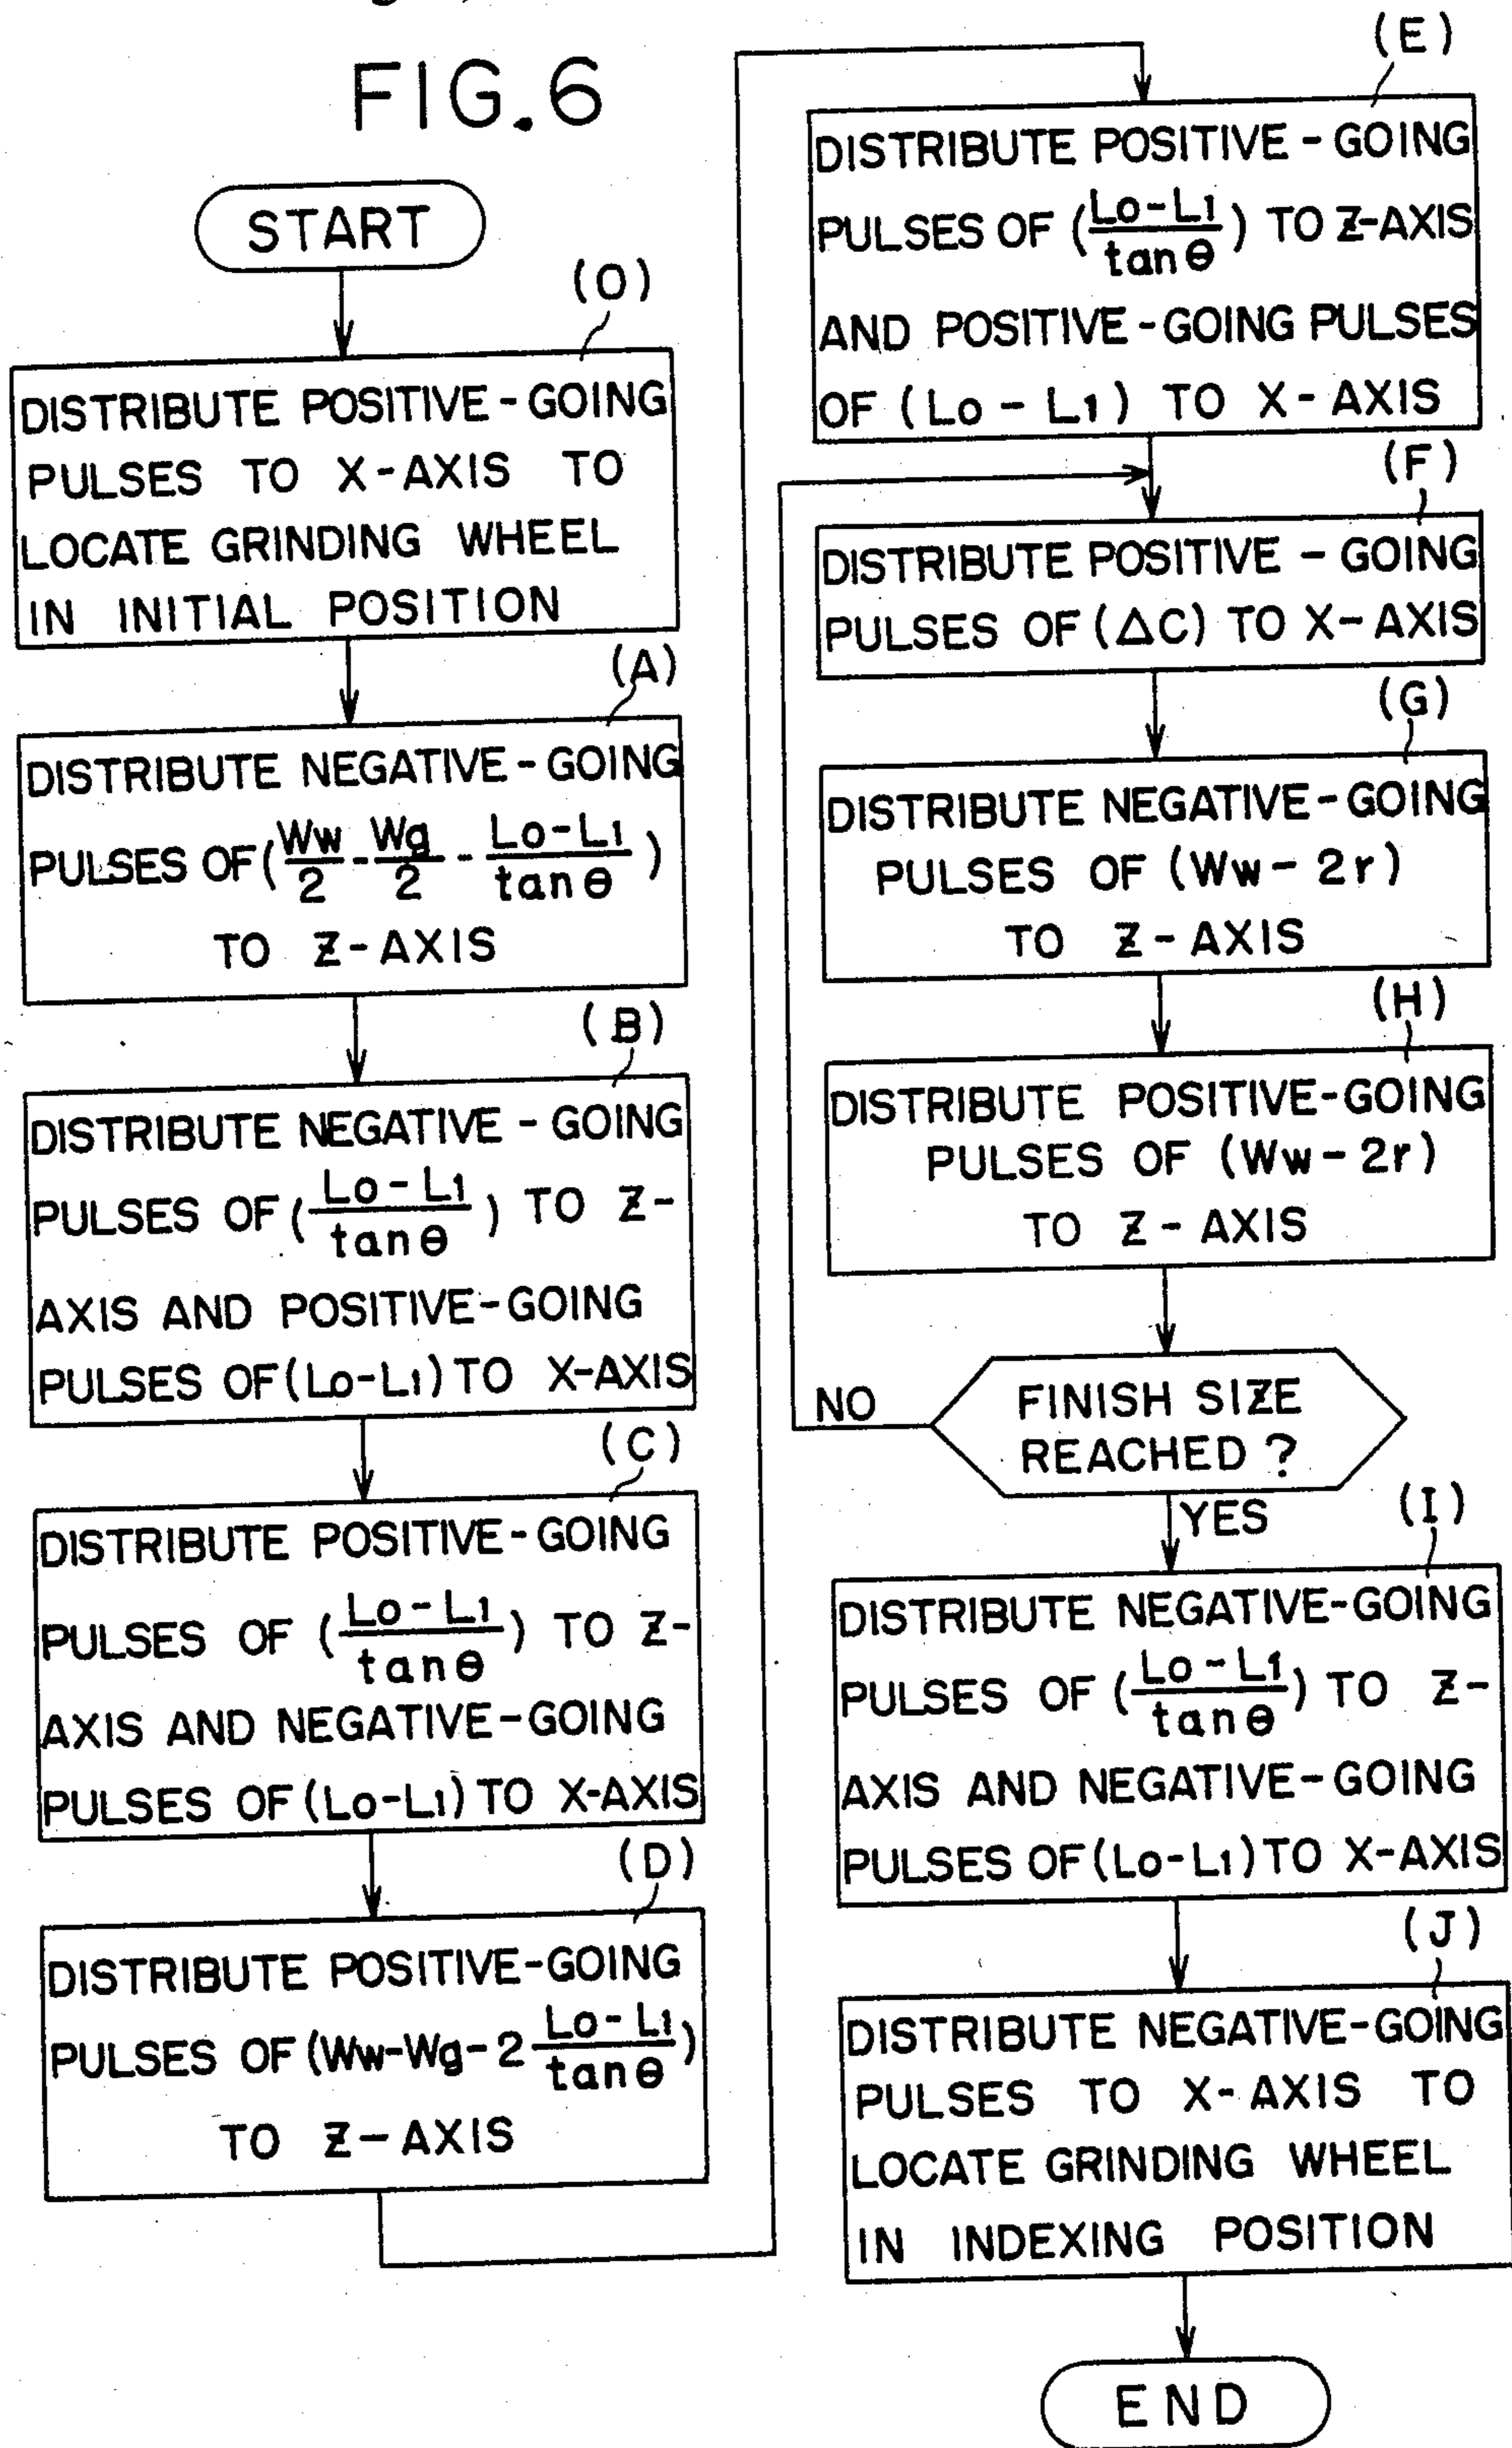 FIG.6
START
(O)
DISTRIBUTE POSITIVE-GOING
PULSES TO X-AXIS TO
LOCATE GRINDING WHEEL
IN INITIAL POSITION
(A)
DISTRIBUTE NEGATIVE-GOING
PULSES OF (Ww/2 - Wg/2 - Lo-L1/tanθ)
TO Z-AXIS
(B)
DISTRIBUTE NEGATIVE-GOING
PULSES OF (Lo-L1/tanθ) TO Z-
AXIS AND POSITIVE-GOING
PULSES OF (Lo-L1) TO X-AXIS
(C)
DISTRIBUTE POSITIVE-GOING
PULSES OF (Lo-L1/tanθ) TO Z-
AXIS AND NEGATIVE-GOING
PULSES OF (Lo-L1) TO X-AXIS
(D)
DISTRIBUTE POSITIVE-GOING
PULSES OF (Ww-Wg-2 Lo-L1/tanθ)
TO Z-AXIS
(E)
DISTRIBUTE POSITIVE-GOING
PULSES OF (Lo-L1/tanθ) TO Z-AXIS
AND POSITIVE-GOING PULSES
OF (Lo-L1) TO X-AXIS
(F)
DISTRIBUTE POSITIVE-GOING
PULSES OF (ΔC) TO X-AXIS
(G)
DISTRIBUTE NEGATIVE-GOING
PULSES OF (Ww-2r)
TO Z-AXIS
(H)
DISTRIBUTE POSITIVE-GOING
PULSES OF (Ww-2r)
TO Z-AXIS
FINISH SIZE
REACHED?
NO
YES
(I)
DISTRIBUTE NEGATIVE-GOING
PULSES OF (Lo-L1/tanθ) TO Z-
AXIS AND NEGATIVE-GOING
PULSES OF (Lo-L1) TO X-AXIS
(J)
DISTRIBUTE NEGATIVE-GOING
PULSES TO X-AXIS TO
LOCATE GRINDING WHEEL
IN INDEXING POSITION
END